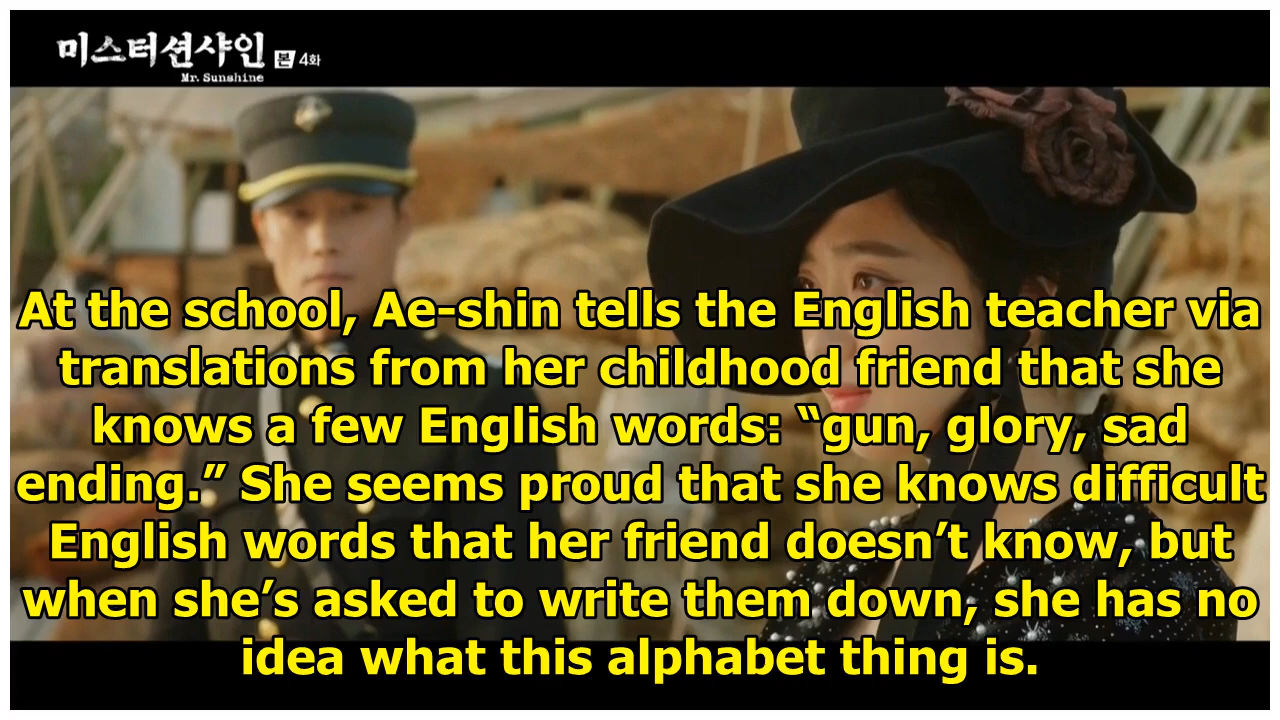 미스터션샤인 본 4화
Mr. Sunshine
At the school, Ae-shin tells the English teacher via
translations from her childhood friend that she
knows a few English words: “gun, glory, sad
ending.” She seems proud that she knows difficult
English words that her friend doesn’t know, but
when she’s asked to write them down, she has no
idea what this alphabet thing is.